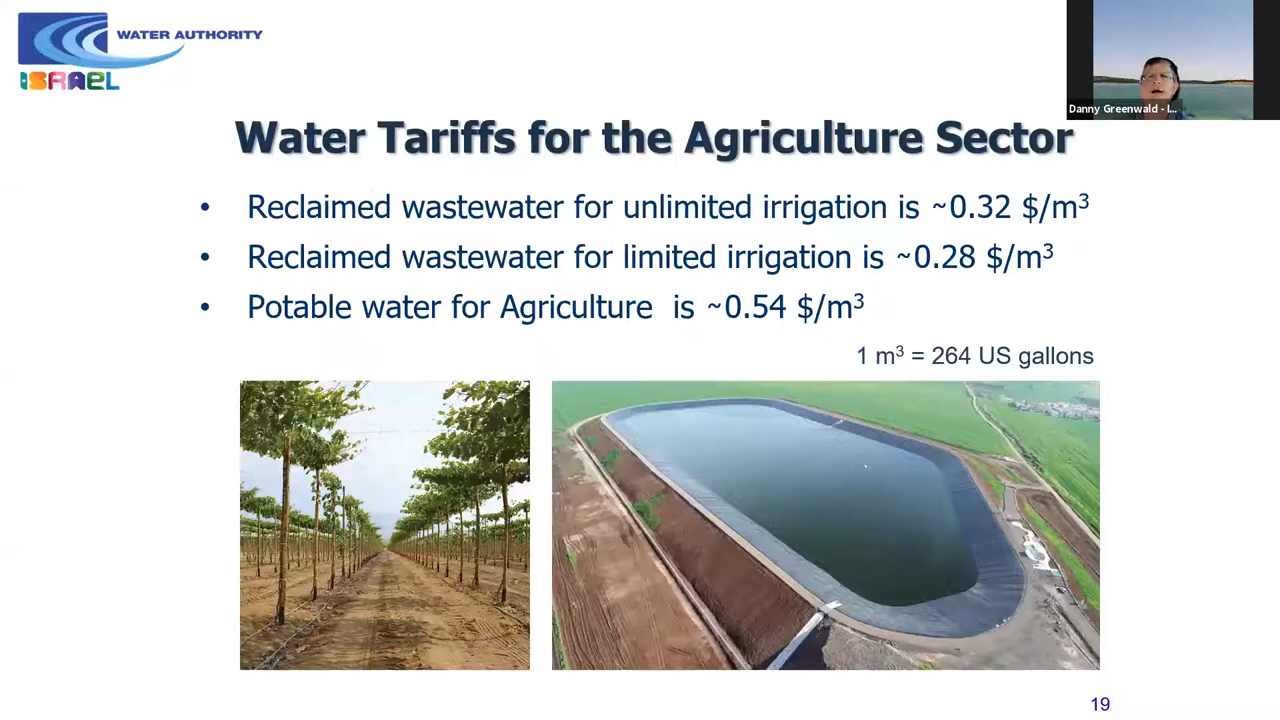 WATER AUTHORITY
ISRAEL
Danny Greenwald - I...
Water Tariffs for the Agriculture Sector
• Reclaimed wastewater for unlimited irrigation is ~0.32 $/m³
• Reclaimed wastewater for limited irrigation is ~0.28 $/m³
• Potable water for Agriculture is ~0.54 $/m³
1 m³ = 264 US gallons
19